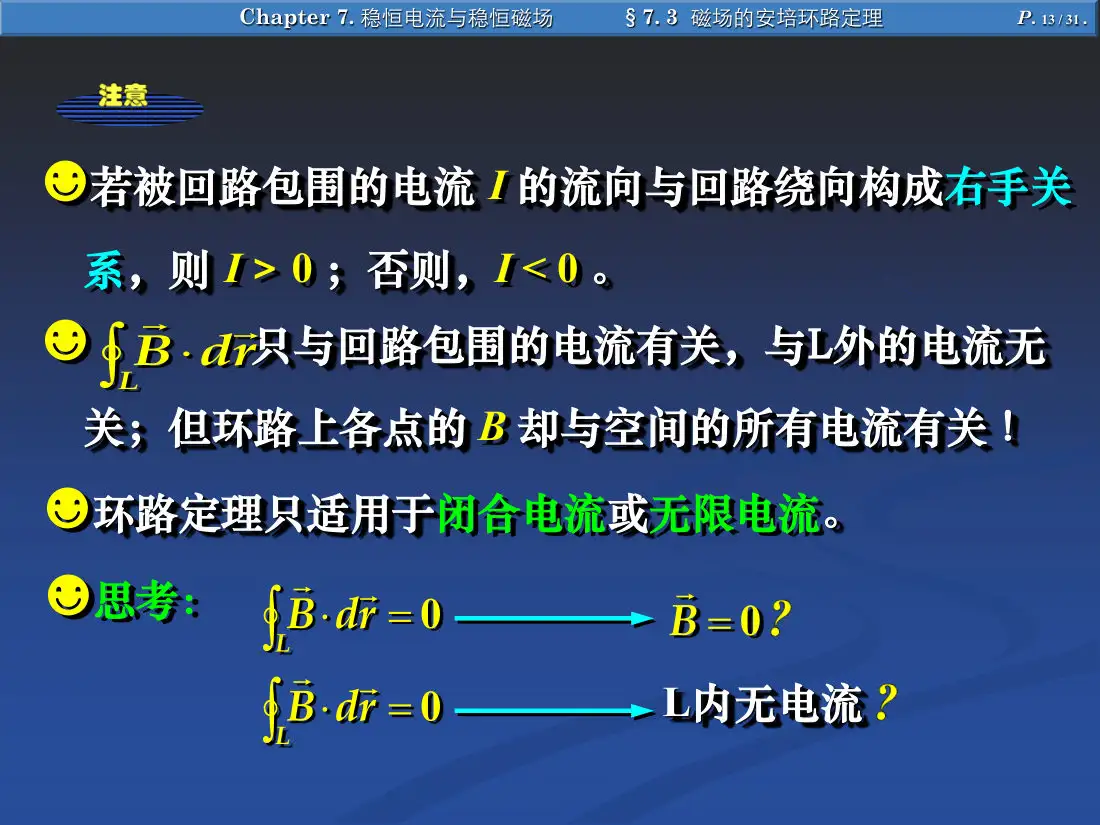 Chapter 7. 稳恒电流与稳恒磁场 § 7. 3 磁场的安培环路定理 P. 13 / 31 .
注意
若被回路包围的电流 I 的流向与回路绕向构成右手关
系，则 I > 0 ；否则，I < 0 。
∮_L B⃗ · dr⃗ 只与回路包围的电流有关，与L外的电流无
关；但环路上各点的 B 却与空间的所有电流有关！
环路定理只适用于闭合电流或无限电流。
思考： ∮_L B⃗ · dr⃗ = 0 B⃗ = 0 ?
∮_L B⃗ · dr⃗ = 0 L内无电流 ?